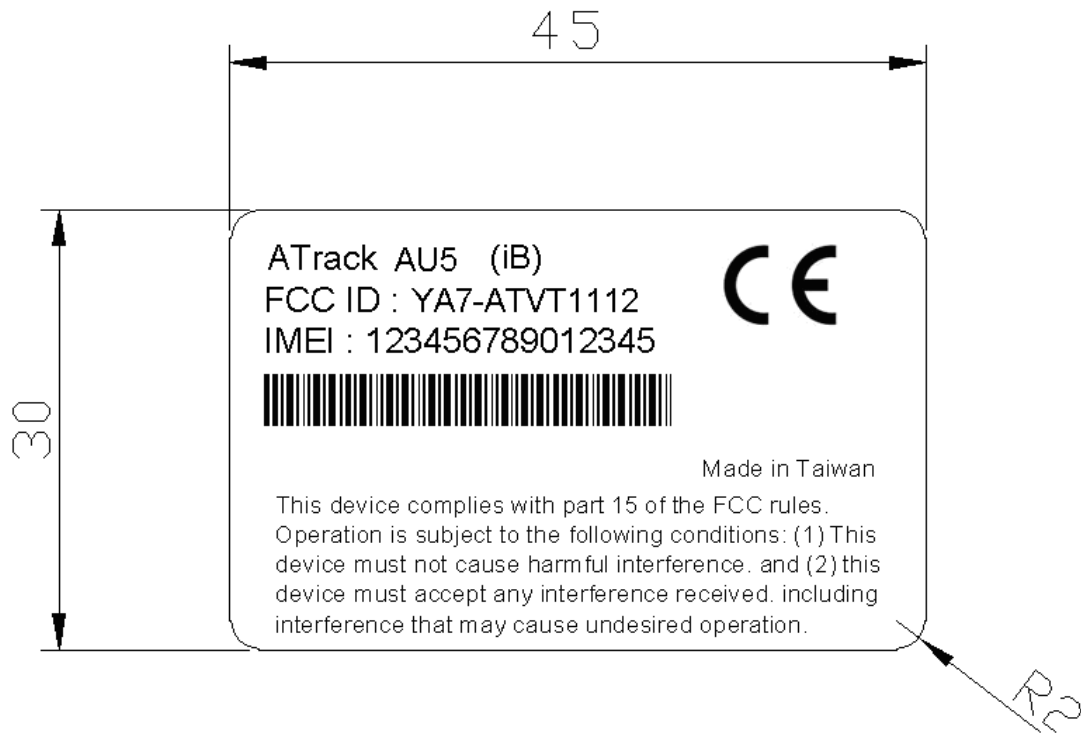 45
30
ATrack AU5 (iB)
CE
FCC ID : YA7-ATVT1112
IMEI : 123456789012345
Made in Taiwan
This device complies with part 15 of the FCC rules.
Operation is subject to the following conditions: (1) This
device must not cause harmful interference. and (2) this
device must accept any interference received. including
interference that may cause undesired operation.
R2